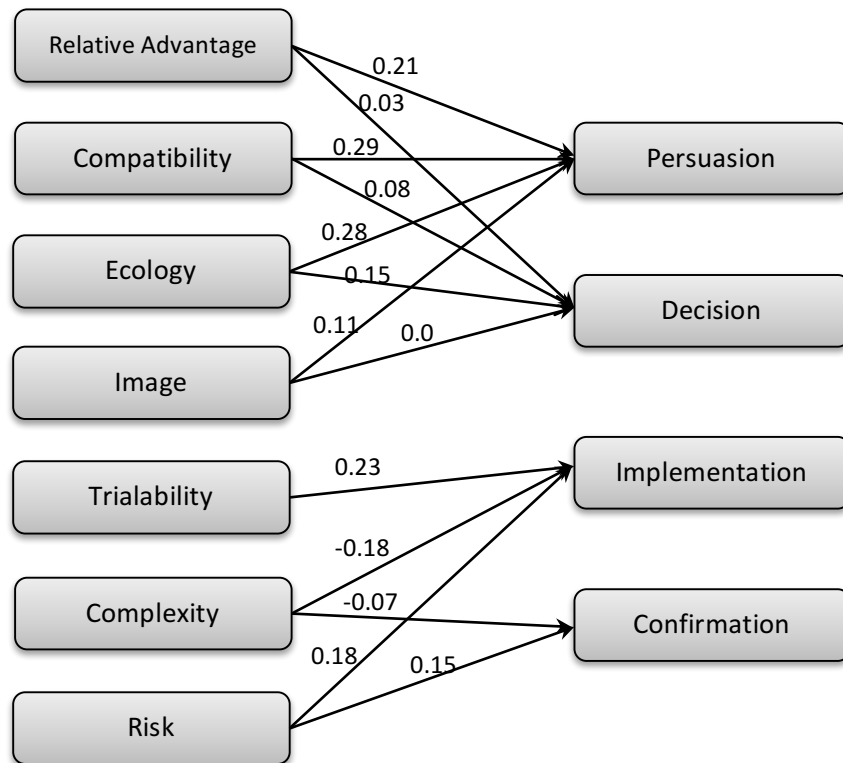 Relative Advantage
0.21
0.03
Compatibility
0.29
Persuasion
0.08
0.28
Ecology
0.15
Decision
0.11
0.0
Image
Trialability
0.23
Implementation
-0.18
Complexity
-0.07
Confirmation
0.18
0.15
Risk